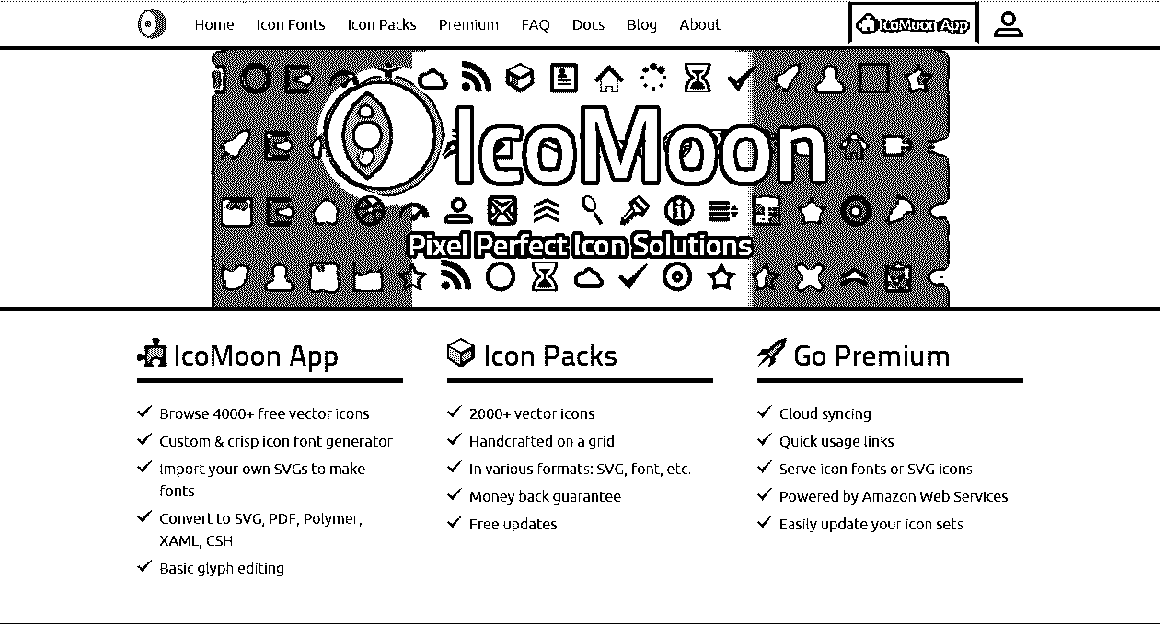 Home Icon Fonts Icon Packs Premium FAQ Docs Blog About IcoMoon App
IcoMoon
Pixel Perfect Icon Solutions
IcoMoon App
Browse 4000+ free vector icons
Custom & crisp icon font generator
Import your own SVGs to make
fonts
Convert to SVG, PDF, Polymer,
XAML, CSH
Basic glyph editing
Icon Packs
2000+ vector icons
Handcrafted on a grid
In various formats: SVG, font, etc.
Money back guarantee
Free updates
Go Premium
Cloud syncing
Quick usage links
Serve icon fonts or SVG icons
Powered by Amazon Web Services
Easily update your icon sets